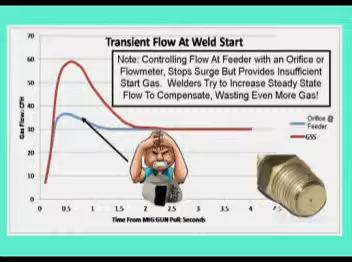 Transient Flow At Weld Start
Note: Controlling Flow At Feeder with an Orifice or
Flowmeter, Stops Surge But Provides Insufficient
Start Gas. Welders Try to Increase Steady State
Flow To Compensate, Wasting Even More Gas!
Gas Flow: CFH
70
60
50
40
30
20
10
0
0
0.5
1
1.5
2
2.5
3
3.5
4
Time From MIG GUN Pull: Seconds
Orifice @
Feeder
GSS